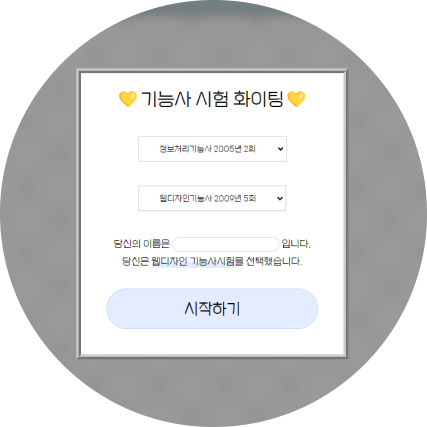 💛 기능사 시험 화이팅 💛
정보처리기능사 2005년 2회
웹디자인기능사 2009년 5회
당신의 이름은 입니다.
당신은 웹디자인 기능사시험을 선택했습니다.
시작하기